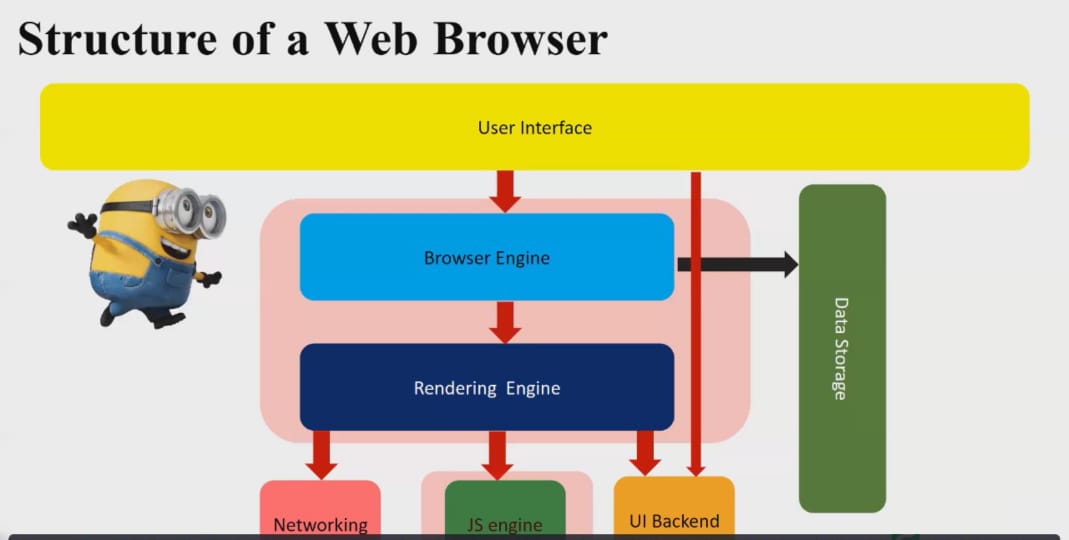 Structure of a Web Browser
User Interface
Browser Engine
Data Storage
Rendering Engine
Networking
JS engine
UI Backend